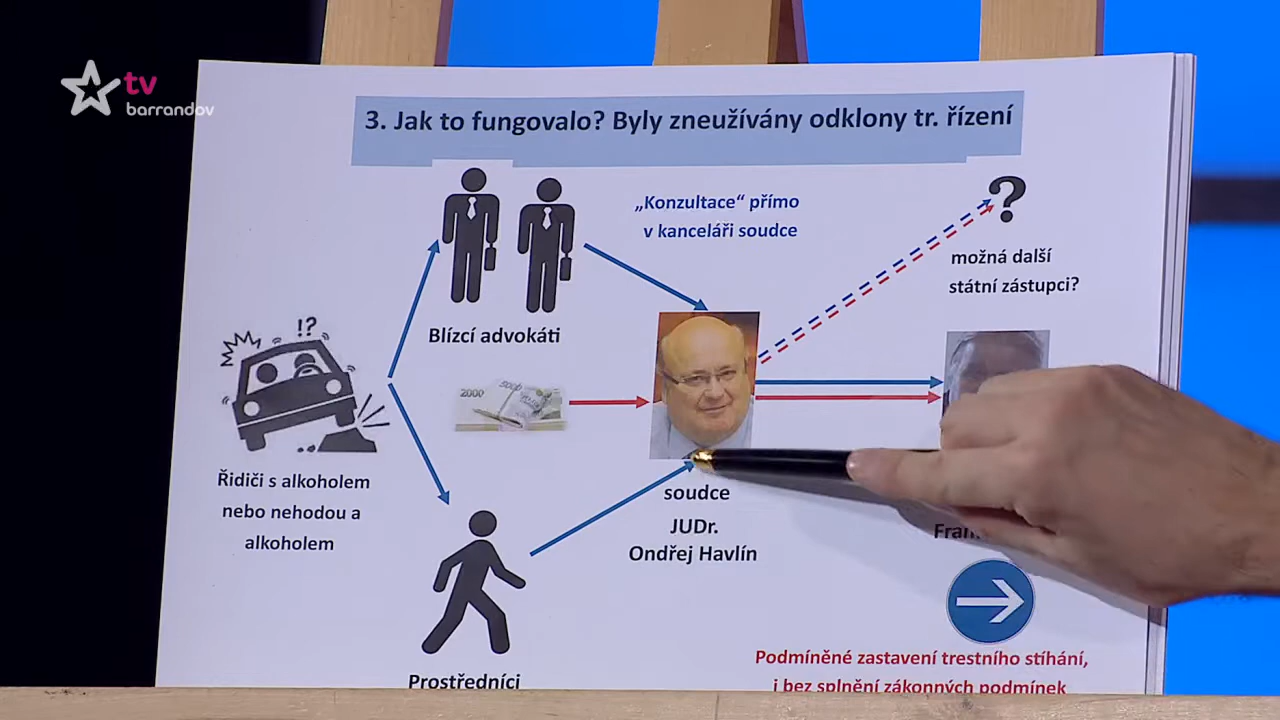 tv
barrandov
3. Jak to fungovalo? Byly zneužívány odklony tr. řízení
„Konzultace“ přímo
v kanceláři soudce
možná další
státní zástupci?
Blízcí advokáti
2000
5000
!?
Řidiči s alkoholem
nebo nehodou a
alkoholem
soudce
JUDr.
Ondřej Havlín
Prostředníci
Podmíněné zastavení trestního stíhání,
i bez splnění zákonných podmínek